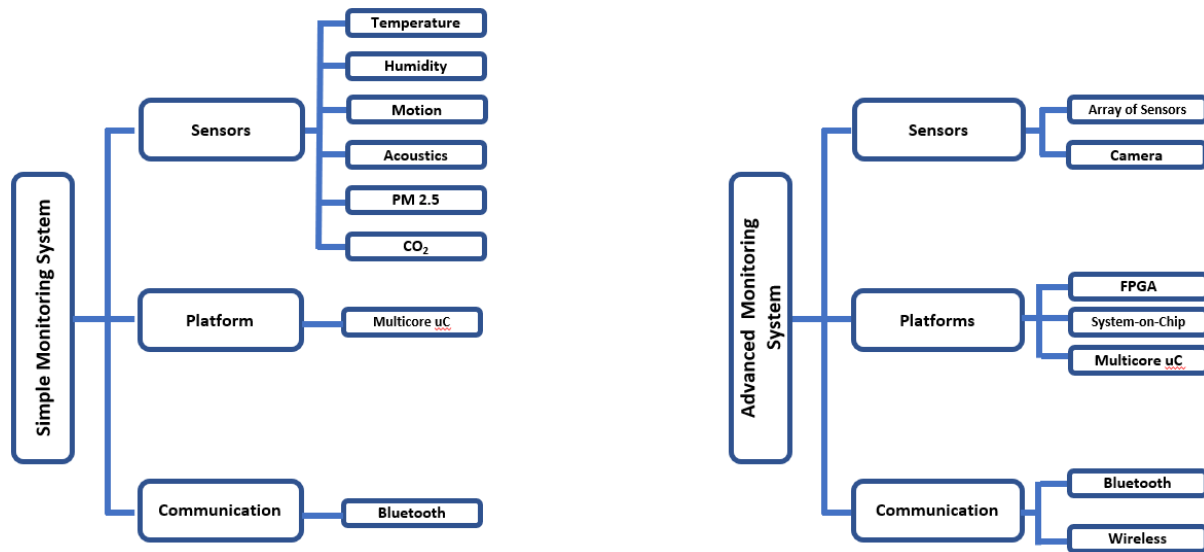 Simple Monitoring System
Sensors
Temperature
Humidity
Motion
Acoustics
PM 2.5
CO₂
Platform
Multicore uC
Communication
Bluetooth
Advanced Monitoring
System
Sensors
Array of Sensors
Camera
Platforms
FPGA
System-on-Chip
Multicore uC
Communication
Bluetooth
Wireless